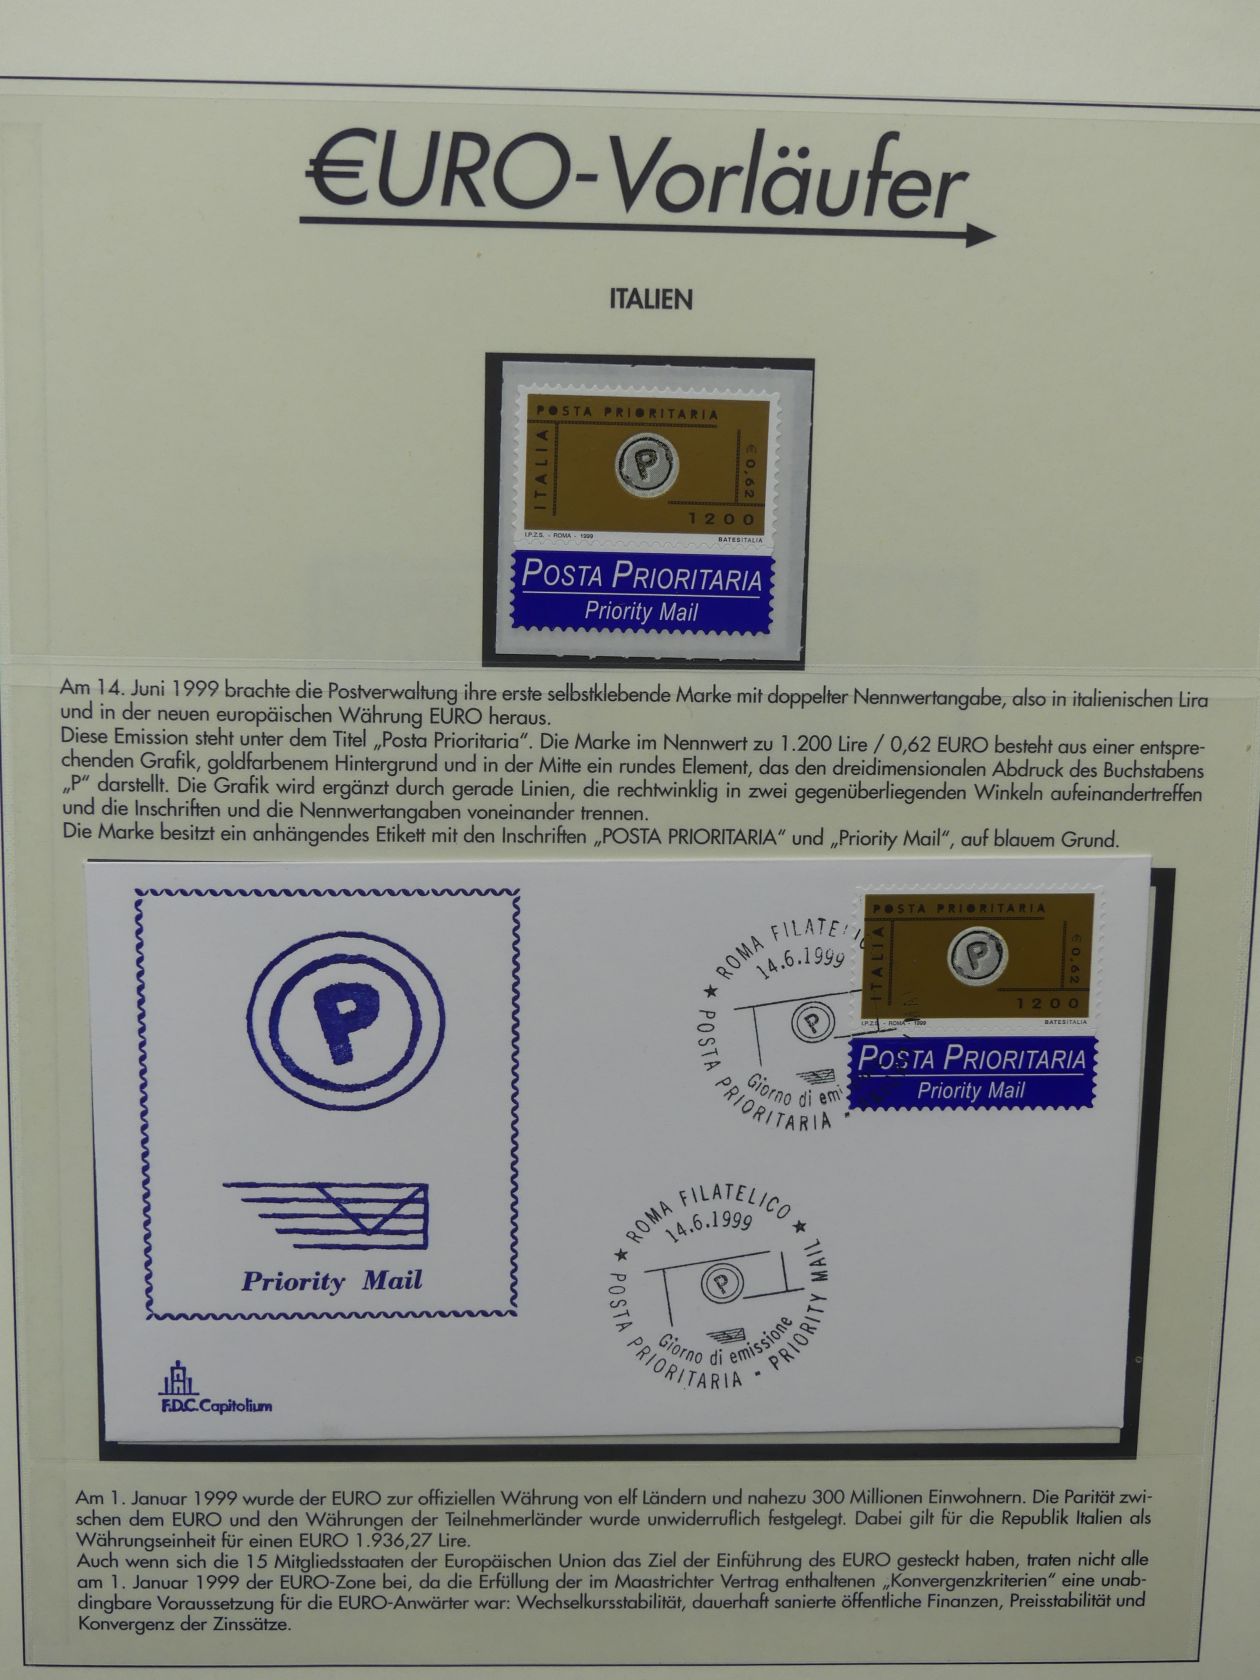 €URO-Vorläufer
ITALIEN
POSTA PRIORITARIA
ITALIA
€ 0,62
1200
I.P.Z.S. - ROMA - 1999
BATESITALIA
POSTA PRIORITARIA
Priority Mail
Am 14. Juni 1999 brachte die Postverwaltung ihre erste selbstklebende Marke mit doppelter Nennwertangabe, also in italienischen Lira
und in der neuen europäischen Währung EURO heraus.
Diese Emission steht unter dem Titel „Posta Prioritaria“. Die Marke im Nennwert zu 1.200 Lire / 0,62 EURO besteht aus einer entspre-
chenden Grafik, goldfarbenem Hintergrund und in der Mitte ein rundes Element, das den dreidimensionalen Abdruck des Buchstabens
„P“ darstellt. Die Grafik wird ergänzt durch gerade Linien, die rechtwinklig in zwei gegenüberliegenden Winkeln aufeinandertreffen
und die Inschriften und die Nennwertangaben voneinander trennen.
Die Marke besitzt ein anhängendes Etikett mit den Inschriften „POSTA PRIORITARIA“ und „Priority Mail“, auf blauem Grund.
P
Priority Mail
F.D.C. Capitolium
ROMA FILATELIC
14.6.1999
P
Giorno di emi
POSTA PRIORITARIA -
POSTA PRIORITARIA
ITALIA
P
€ 0,62
1200
I.P.Z.S. - ROMA - 1999
BATESITALIA
POSTA PRIORITARIA
Priority Mail
ROMA FILATELICO
14.6.1999
P
Giorno di emissione
POSTA PRIORITARIA - PRIORITY MAIL
Am 1. Januar 1999 wurde der EURO zur offiziellen Währung von elf Ländern und nahezu 300 Millionen Einwohnern. Die Parität zwi-
schen dem EURO und den Währungen der Teilnehmerländer wurde unwiderruflich festgelegt. Dabei gilt für die Republik Italien als
Währungseinheit für einen EURO 1.936,27 Lire.
Auch wenn sich die 15 Mitgliedsstaaten der Europäischen Union das Ziel der Einführung des EURO gesteckt haben, traten nicht alle
am 1. Januar 1999 der EURO-Zone bei, da die Erfüllung der im Maastrichter Vertrag enthaltenen „Konvergenzkriterien“ eine unab-
dingbare Voraussetzung für die EURO-Anwärter war: Wechselkursstabilität, dauerhaft sanierte öffentliche Finanzen, Preisstabilität und
Konvergenz der Zinssätze.